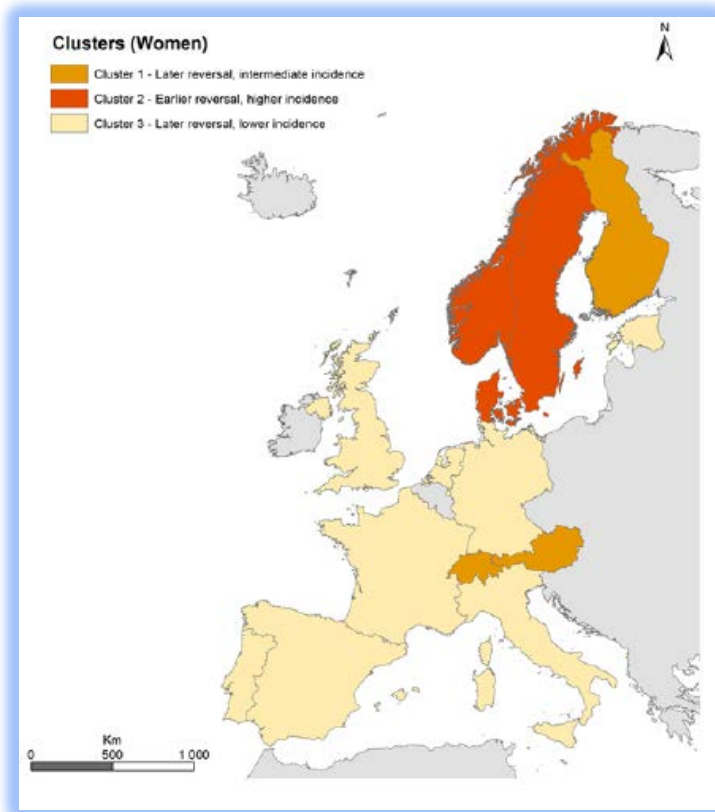 Clusters (Women)
N
Cluster 1 - Later reversal, intermediate incidence
Cluster 2 - Earlier reversal, higher incidence
Cluster 3 - Later reversal, lower incidence
Km
0 500 1 000